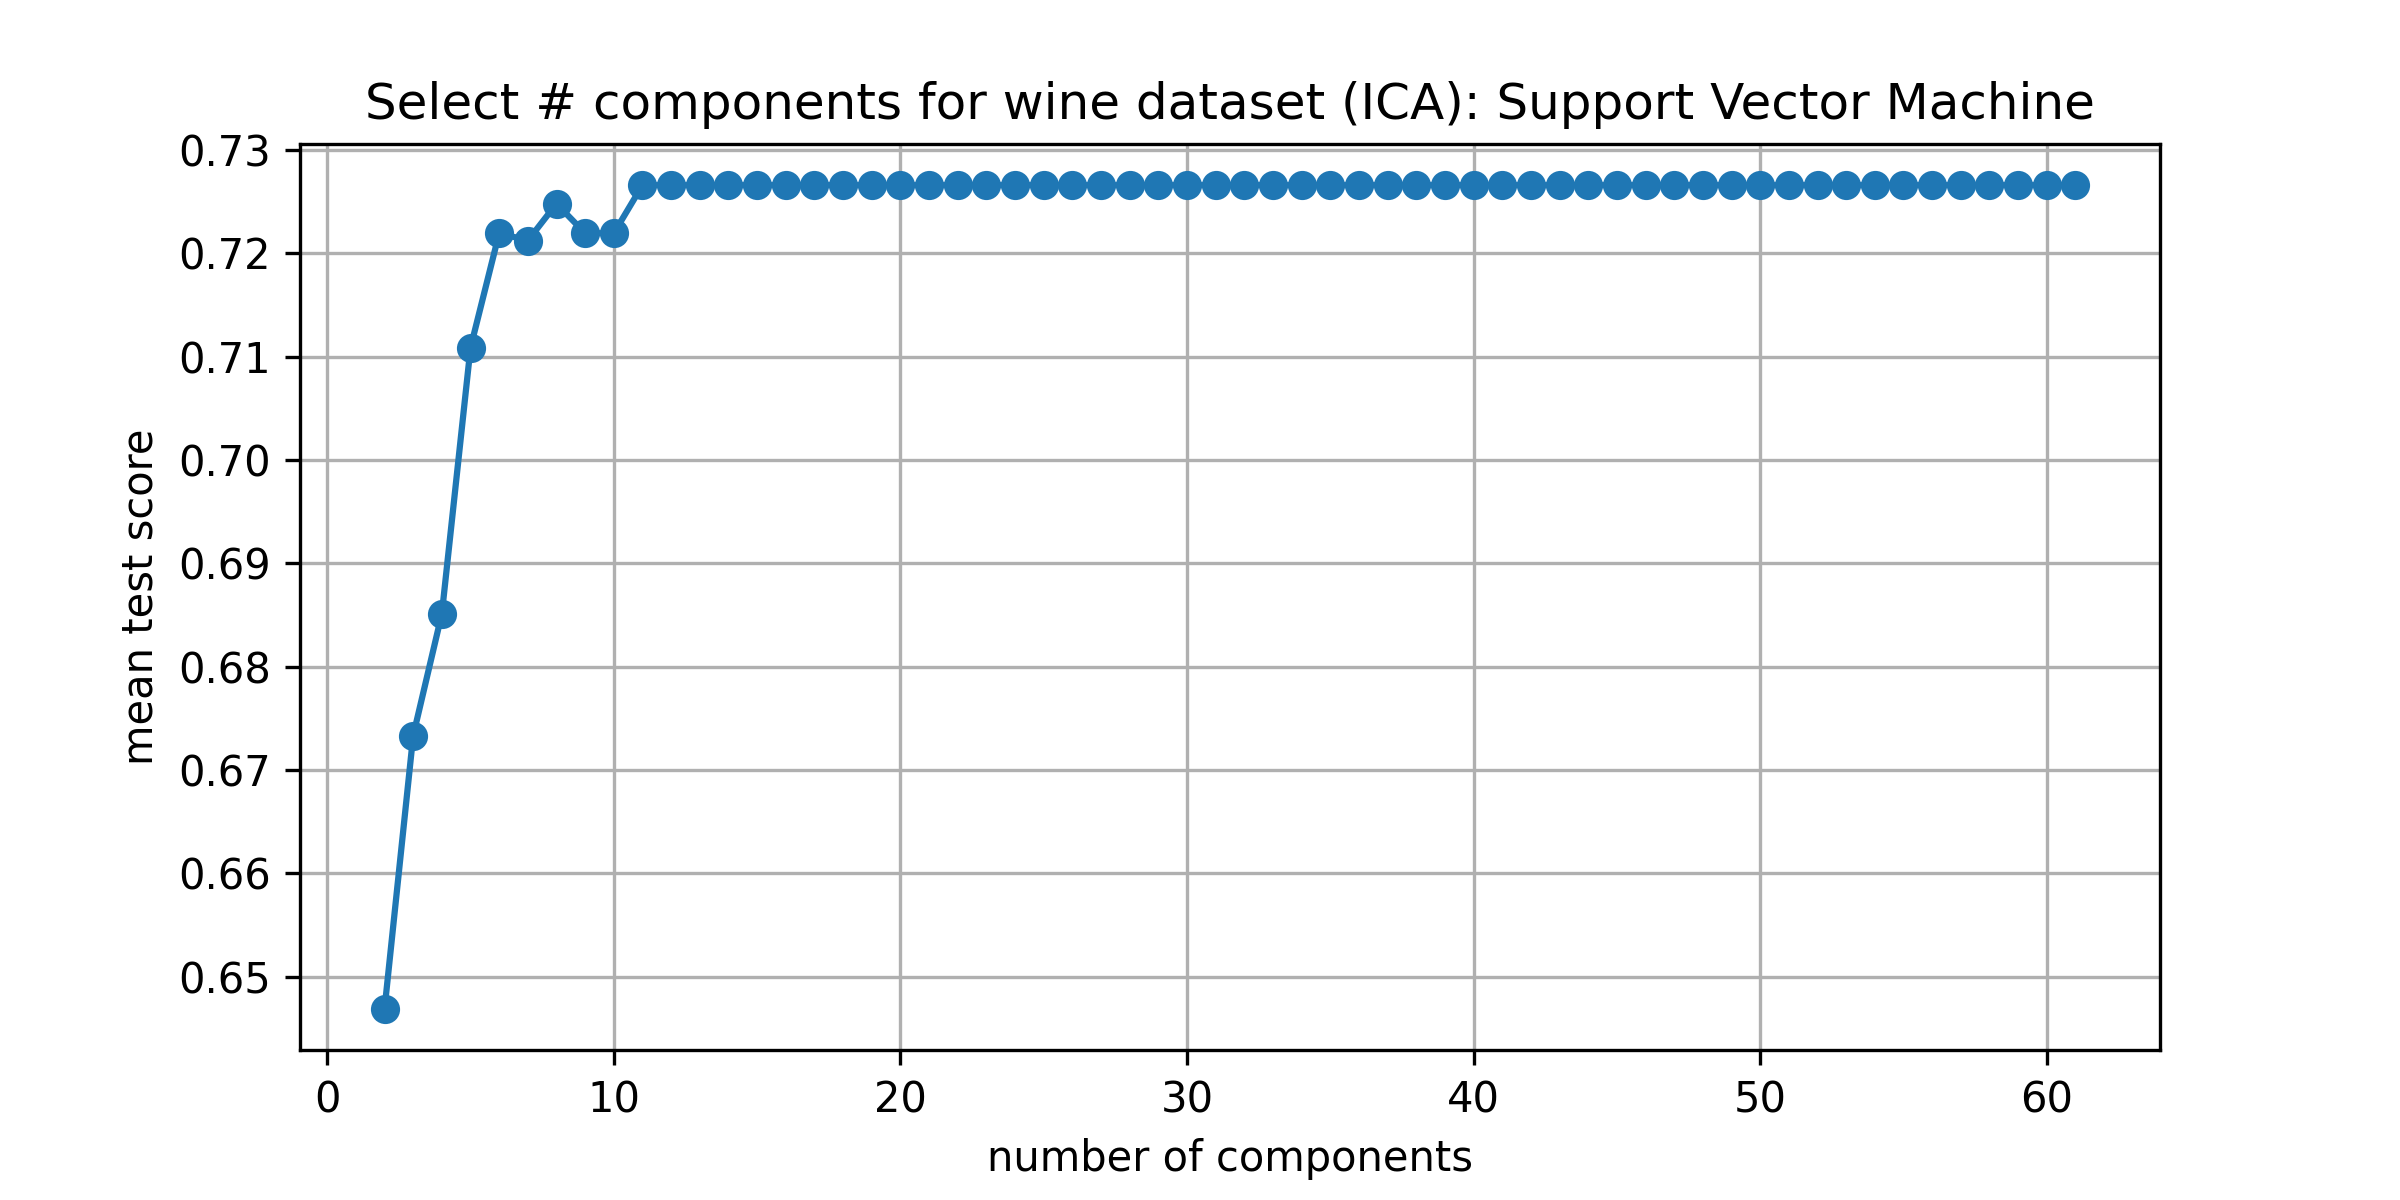 Select # components for wine dataset (ICA): Support Vector Machine
0.73
0.72
0.71
0.70
0.69
0.68
0.67
0.66
0.65
mean test score
0 10 20 30 40 50 60
number of components